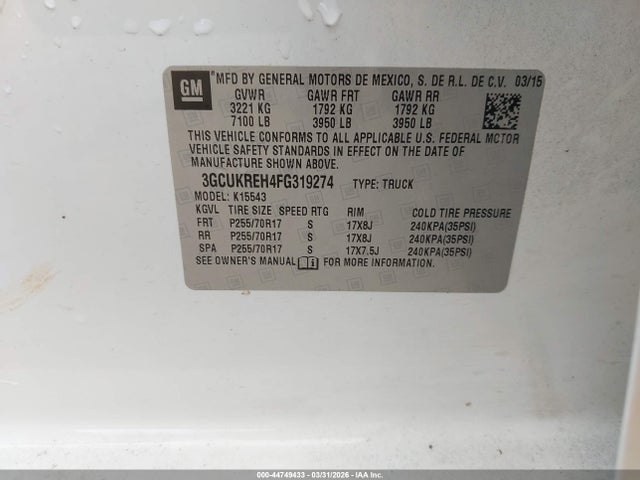 GM
MFD BY GENERAL MOTORS DE MEXICO, S. DE R.L. DE C.V. 03/15
GVWR GAWR FRT GAWR RR
3221 KG 1792 KG 1792 KG
7100 LB 3950 LB 3950 LB
THIS VEHICLE CONFORMS TO ALL APPLICABLE U.S. FEDERAL MOTOR
VEHICLE SAFETY STANDARDS IN EFFECT ON THE DATE OF
MANUFACTURE SHOWN ABOVE.
3GCUKREH4FG319274 TYPE: TRUCK
MODEL: K15543
KGVL TIRE SIZE SPEED RTG RIM COLD TIRE PRESSURE
FRT P255/70R17 S 17X8J 240KPA(35PSI)
RR P255/70R17 S 17X8J 240KPA(35PSI)
SPA P255/70R17 S 17X7.5J 240KPA(35PSI)
SEE OWNER'S MANUAL FOR MORE INFORMATION.
000-44749433 - 03/31/2026 - IAAI.com